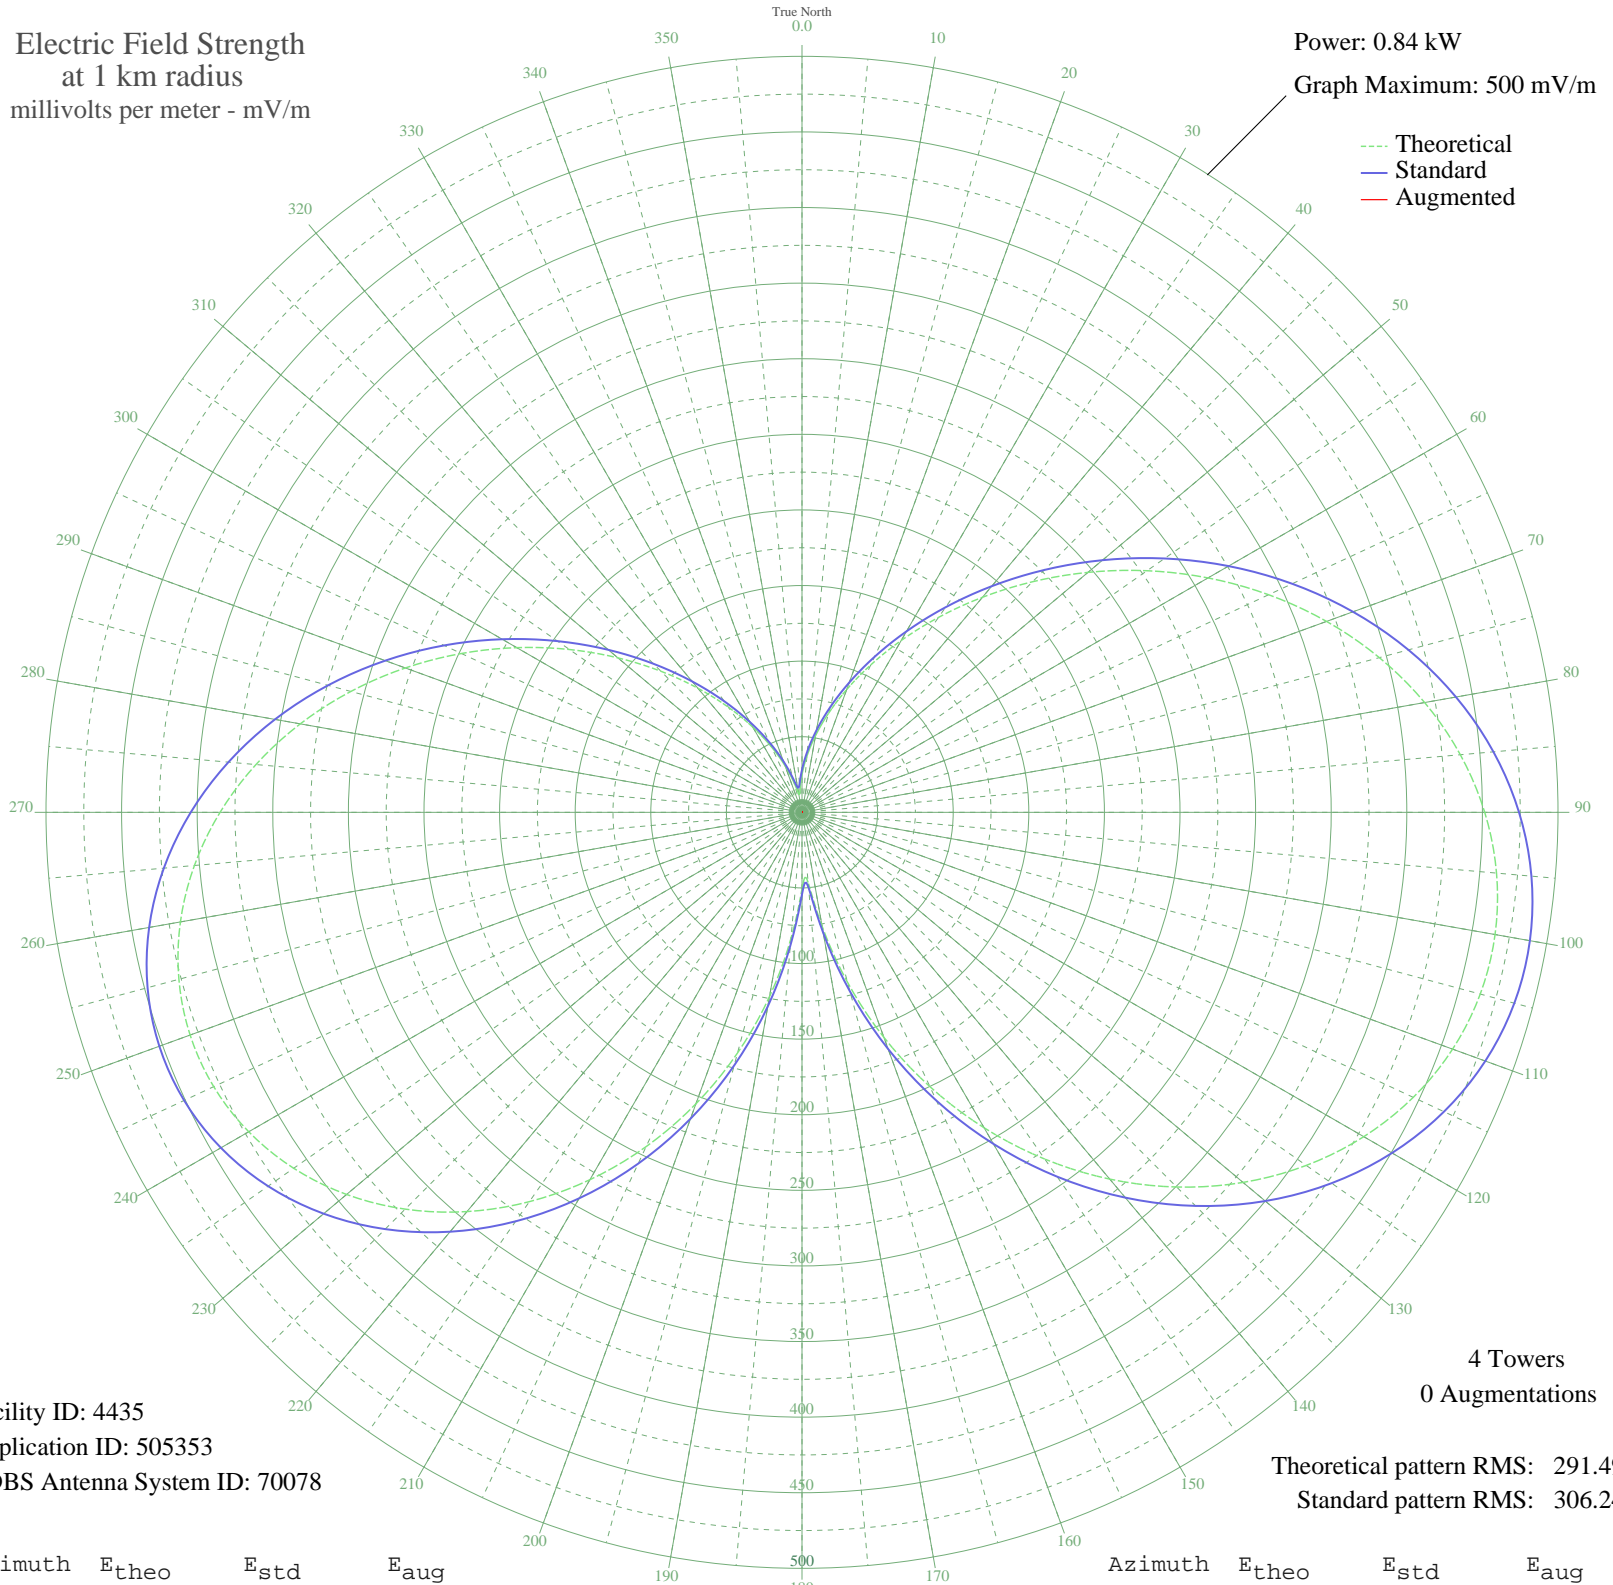 True North
0.0
Electric Field Strength
at 1 km radius
millivolts per meter - mV/m
Power: 0.84 kW
Graph Maximum: 500 mV/m
Theoretical
Standard
Augmented
10
20
30
40
50
60
70
80
90
100
110
120
130
140
150
160
170
190
200
210
220
230
240
250
260
270
280
290
300
310
320
330
340
350
100
150
200
250
300
350
400
450
500
4 Towers
0 Augmentations
cility ID: 4435
plication ID: 505353
DBS Antenna System ID: 70078
Theoretical pattern RMS: 291.49
Standard pattern RMS: 306.24
imuth Etheo Estd Eaug
Azimuth Etheo Estd Eaug